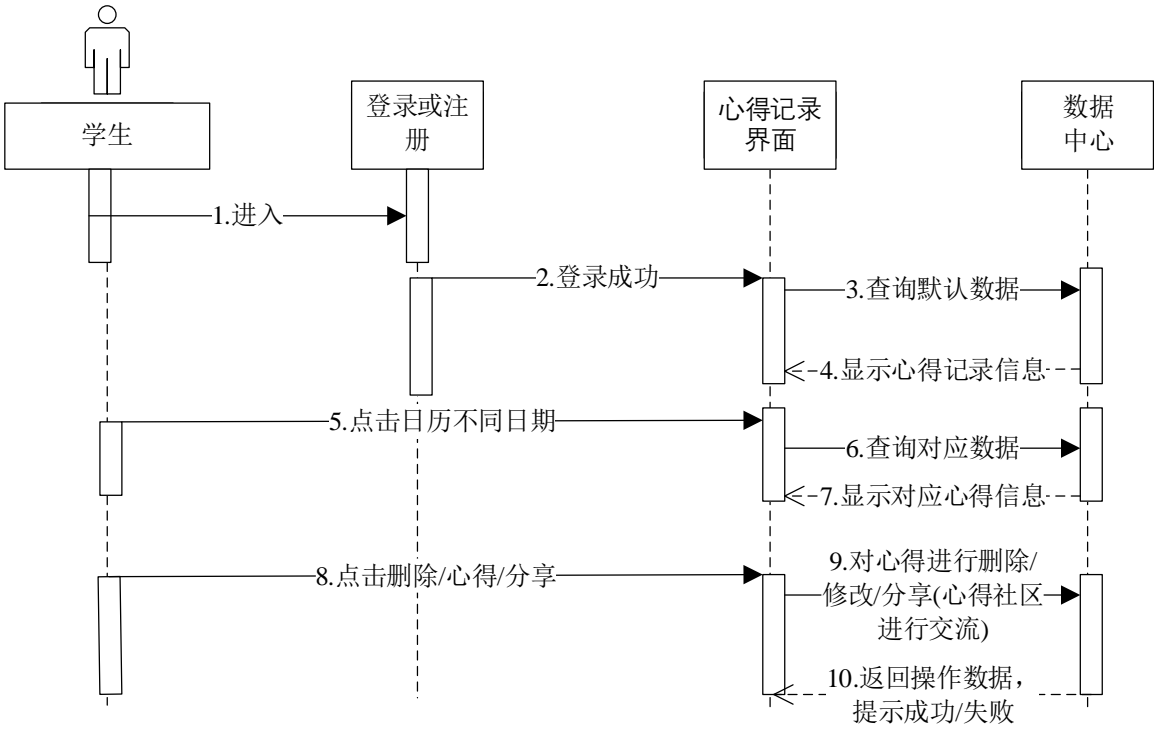 学生
登录或注
册
心得记录
界面
数据
中心
1.进入
2.登录成功
3.查询默认数据
4.显示心得记录信息
5.点击日历不同日期
6.查询对应数据
7.显示对应心得信息
8.点击删除/心得/分享
9.对心得进行删除/
修改/分享(心得社区
进行交流)
10.返回操作数据，
提示成功/失败